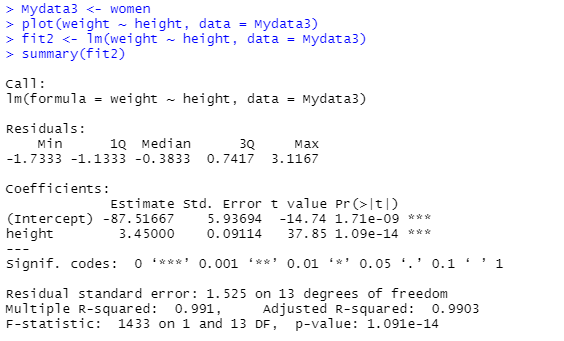 > Mydata3 <- women
> plot(weight ~ height, data = Mydata3)
> fit2 <- lm(weight ~ height, data = Mydata3)
> summary(fit2)
Call:
lm(formula = weight ~ height, data = Mydata3)
Residuals:
    Min      1Q  Median      3Q     Max
-1.7333 -1.1333 -0.3833  0.7417  3.1167
Coefficients:
             Estimate Std. Error t value Pr(>|t|)
(Intercept) -87.51667    5.93694  -14.74 1.71e-09 ***
height        3.45000    0.09114   37.85 1.09e-14 ***
---
Signif. codes:  0 ‘***’ 0.001 ‘**’ 0.01 ‘*’ 0.05 ‘.’ 0.1 ‘ ’ 1
Residual standard error: 1.525 on 13 degrees of freedom
Multiple R-squared:  0.991,	Adjusted R-squared:  0.9903
F-statistic:  1433 on 1 and 13 DF,  p-value: 1.091e-14